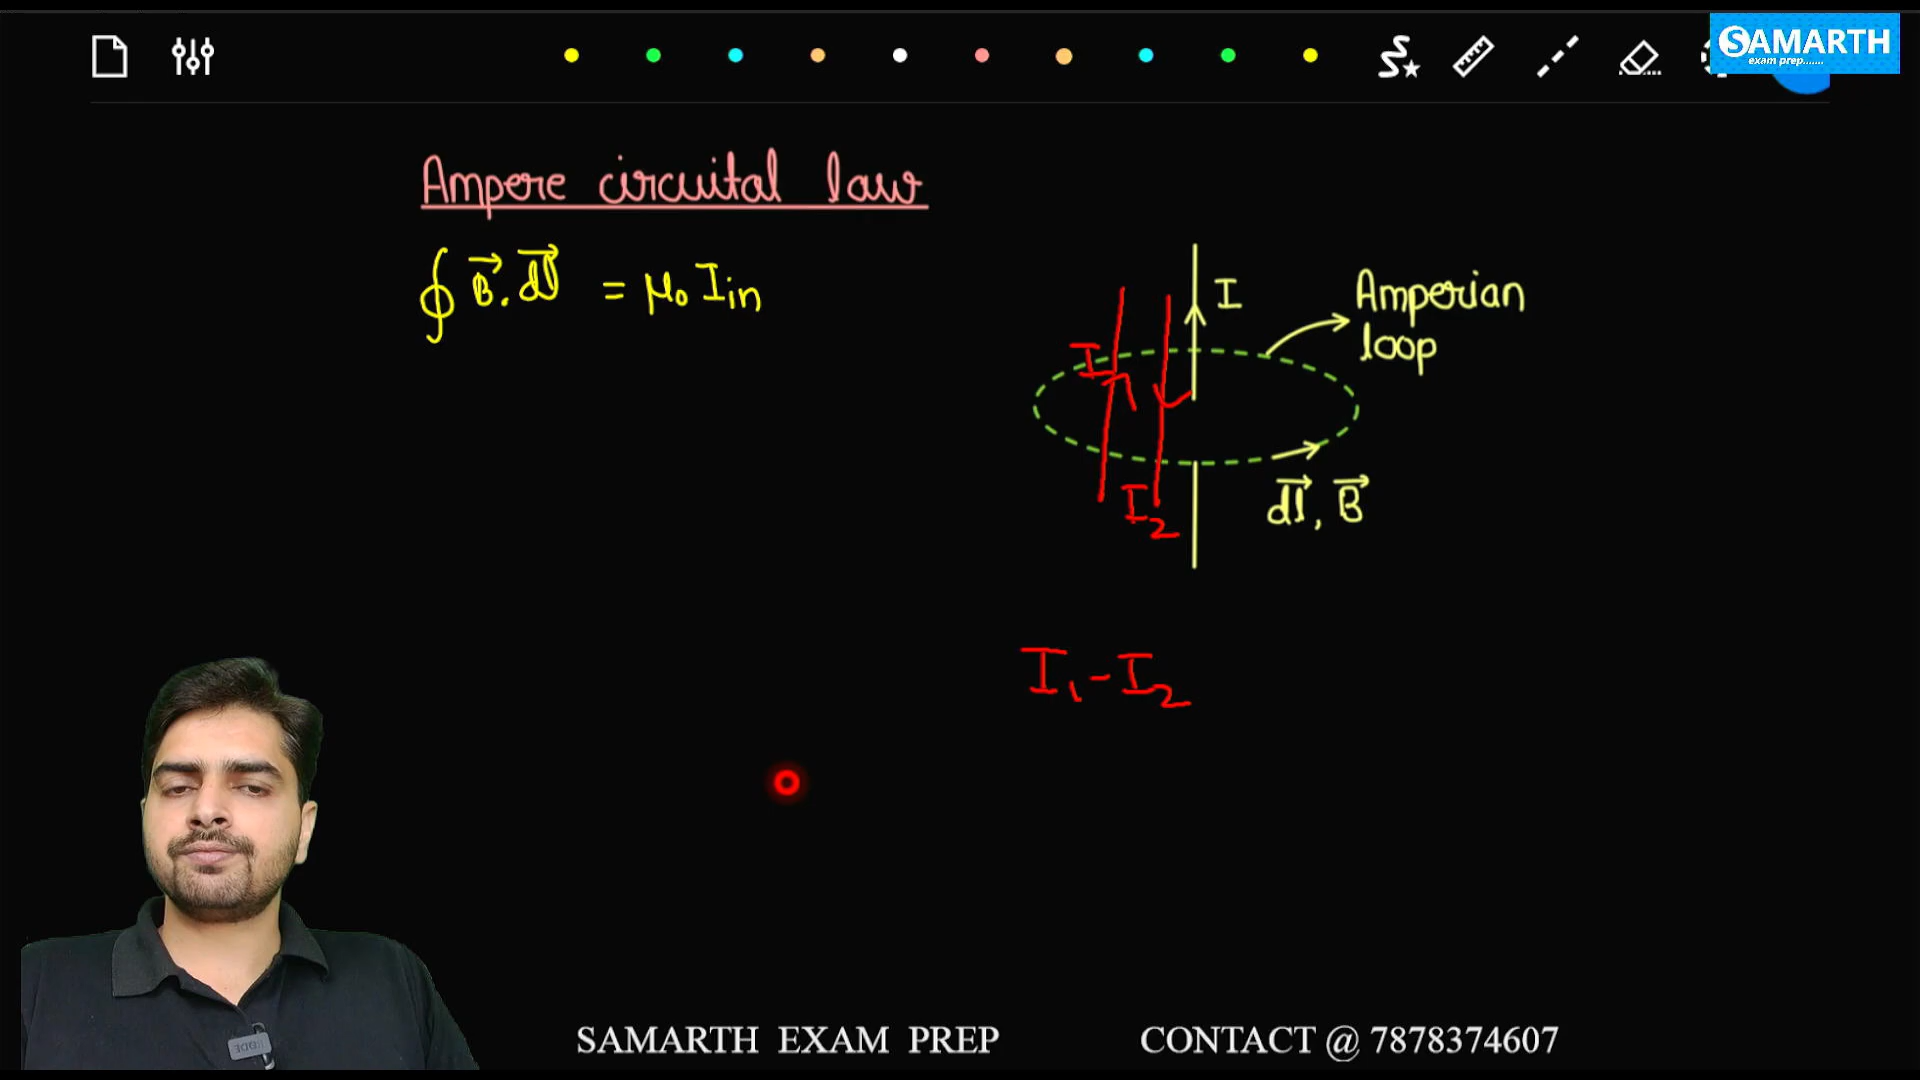 SAMARTH
exam prep.......
Ampere circuital law
∮ B⃗. dl⃗ = μ₀ Iin
I
Amperian
loop
I
I₂
dl⃗, B⃗
I₁-I₂
SAMARTH EXAM PREP CONTACT @ 7878374607